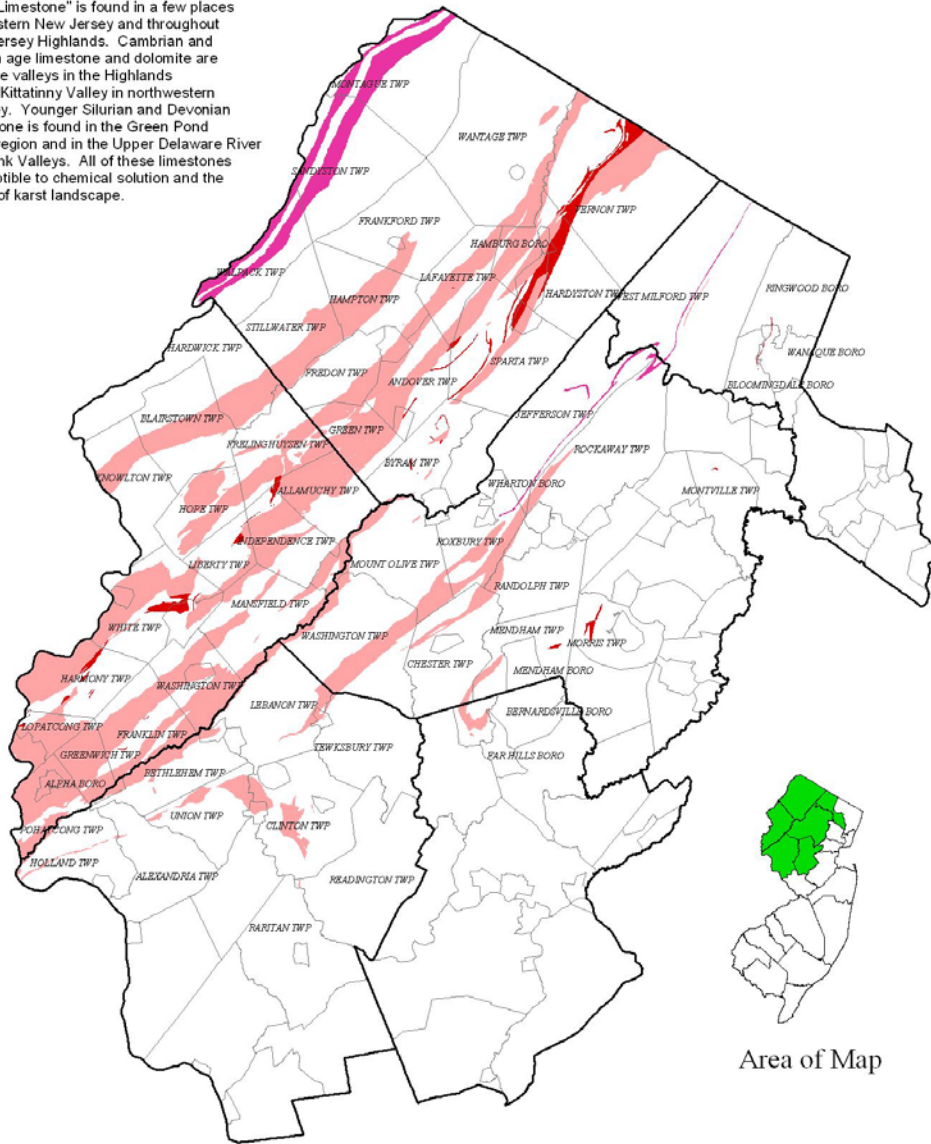 Limestone" is found in a few places
stern New Jersey and throughout
ersey Highlands. Cambrian and
age limestone and dolomite are
e valleys in the Highlands
Kittatinny Valley in northwestern
y. Younger Silurian and Devonian
one is found in the Green Pond
region and in the Upper Delaware River
nk Valleys. All of these limestones
ptible to chemical solution and the
of karst landscape.
MONTAGUE TWP
WANTAGE TWP
SANDYSTON TWP
VERNON TWP
FRANKFORD TWP
HAMBURG BORO
WALPACK TWP
LAFAYETTE TWP
HAMPTON TWP
HARDYSTON TWP
WEST MILFORD TWP
RINGWOOD BORO
STILLWATER TWP
HARDWICK TWP
WANAQUE BORO
SPARTA TWP
FREDON TWP
ANDOVER TWP
BLOOMINGDALE BORO
BLAIRSTOWN TWP
JEFFERSON TWP
GREEN TWP
FRELINGHUYSEN TWP
ROCKAWAY TWP
BYRAM TWP
KNOWLTON TWP
WHARTON BORO
ALLAMUCHY TWP
MONTVILLE TWP
HOPE TWP
INDEPENDENCE TWP
ROXBURY TWP
LIBERTY TWP
MOUNT OLIVE TWP
RANDOLPH TWP
MANSFIELD TWP
WHITE TWP
MENDHAM TWP
WASHINGTON TWP
MORRIS TWP
CHESTER TWP
MENDHAM BORO
HARMONY TWP
WASHINGTON TWP
LEBANON TWP
BERNARDSVILLE BORO
LOPATCONG TWP
FRANKLIN TWP
TEWKSBURY TWP
GREENWICH TWP
FAR HILLS BORO
BETHLEHEM TWP
ALPHA BORO
UNION TWP
CLINTON TWP
POHATCONG TWP
HOLLAND TWP
ALEXANDRIA TWP
READINGTON TWP
RARITAN TWP
Area of Map